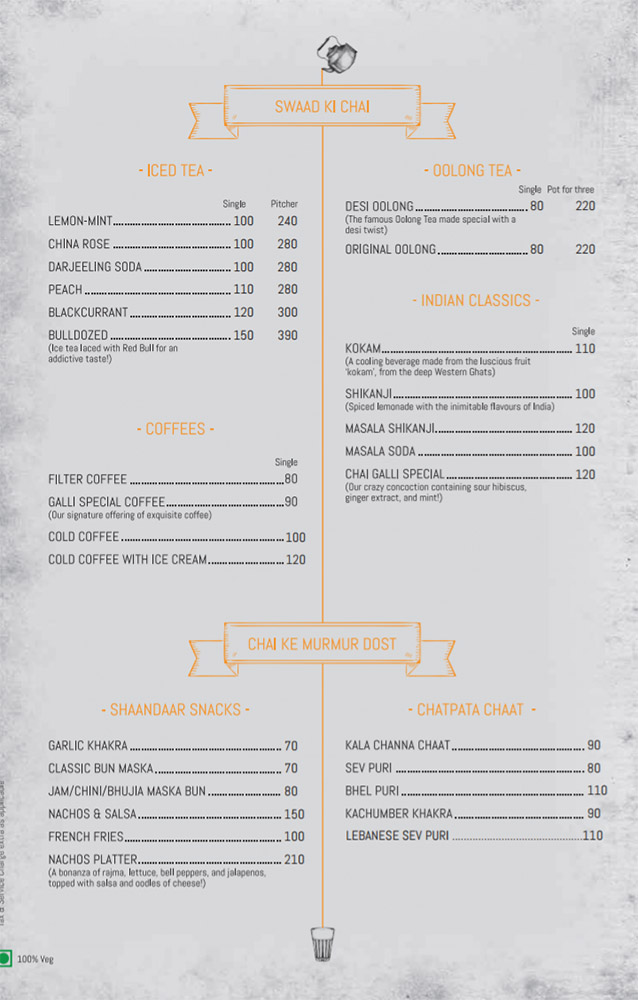 SWAAD KI CHAI
- ICED TEA -
Single Pitcher
LEMON-MINT 100 240
CHINA ROSE 100 280
DARJEELING SODA 100 280
PEACH 110 280
BLACKCURRANT 120 300
BULLDOZED 150 390
(Ice tea laced with Red Bull for an
addictive taste!)
- COFFEES -
Single
FILTER COFFEE 80
GALLI SPECIAL COFFEE 90
(Our signature offering of exquisite coffee)
COLD COFFEE 100
COLD COFFEE WITH ICE CREAM 120
- OOLONG TEA -
Single Pot for three
DESI OOLONG 80 220
(The famous Oolong Tea made special with a
desi twist)
ORIGINAL OOLONG 80 220
- INDIAN CLASSICS -
Single
KOKAM 110
(A cooling beverage made from the luscious fruit
'kokam', from the deep Western Ghats)
SHIKANJI 100
(Spiced lemonade with the inimitable flavours of India)
MASALA SHIKANJI 120
MASALA SODA 100
CHAI GALLI SPECIAL 120
(Our crazy concoction containing sour hibiscus,
ginger extract, and mint!)
CHAI KE MURMUR DOST
- SHAANDAAR SNACKS -
GARLIC KHAKRA 70
CLASSIC BUN MASKA 70
JAM/CHINI/BHUJIA MASKA BUN 80
NACHOS & SALSA 150
FRENCH FRIES 100
NACHOS PLATTER 210
(A bonanza of rajma, lettuce, bell peppers, and jalapenos,
topped with salsa and oodles of cheese!)
- CHATPATA CHAAT -
KALA CHANNA CHAAT 90
SEV PURI 80
BHEL PURI 110
KACHUMBER KHAKRA 90
LEBANESE SEV PURI 110
Tax & Service Charge extra as applicable
100% Veg